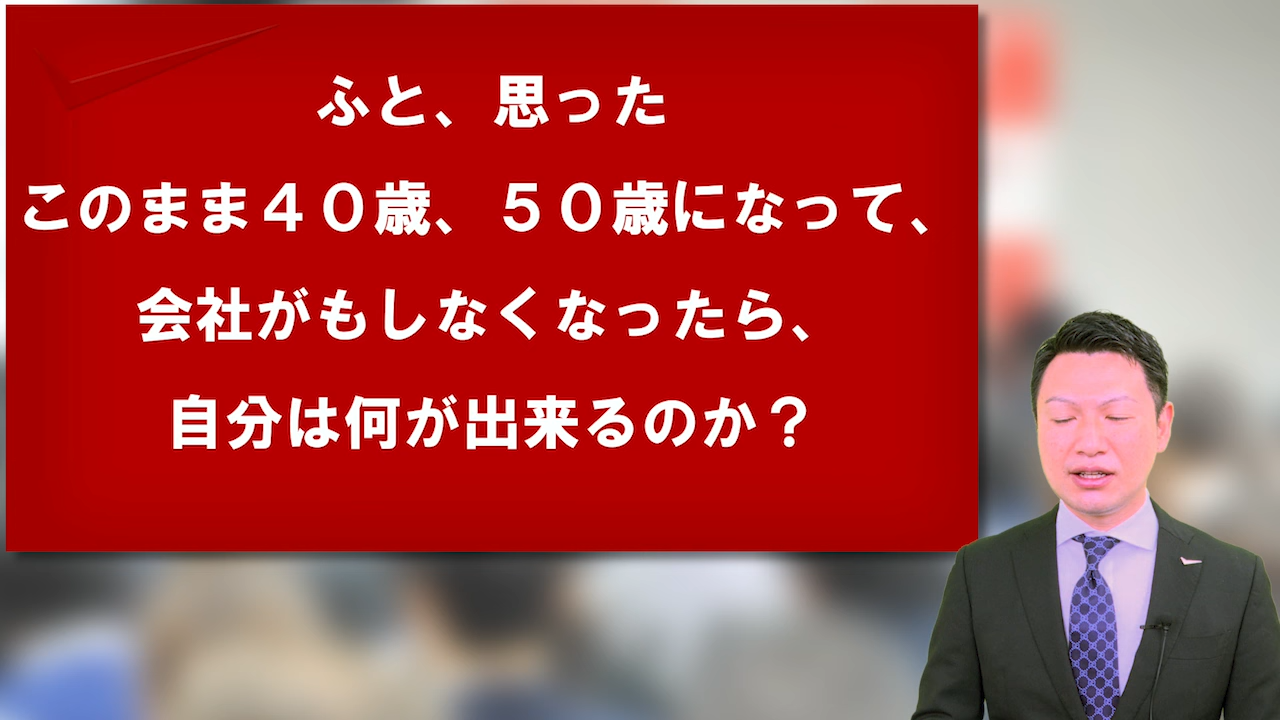 ふと、思った
このまま４０歳、５０歳になって、
会社がもしなくなったら、
自分は何が出来るのか？